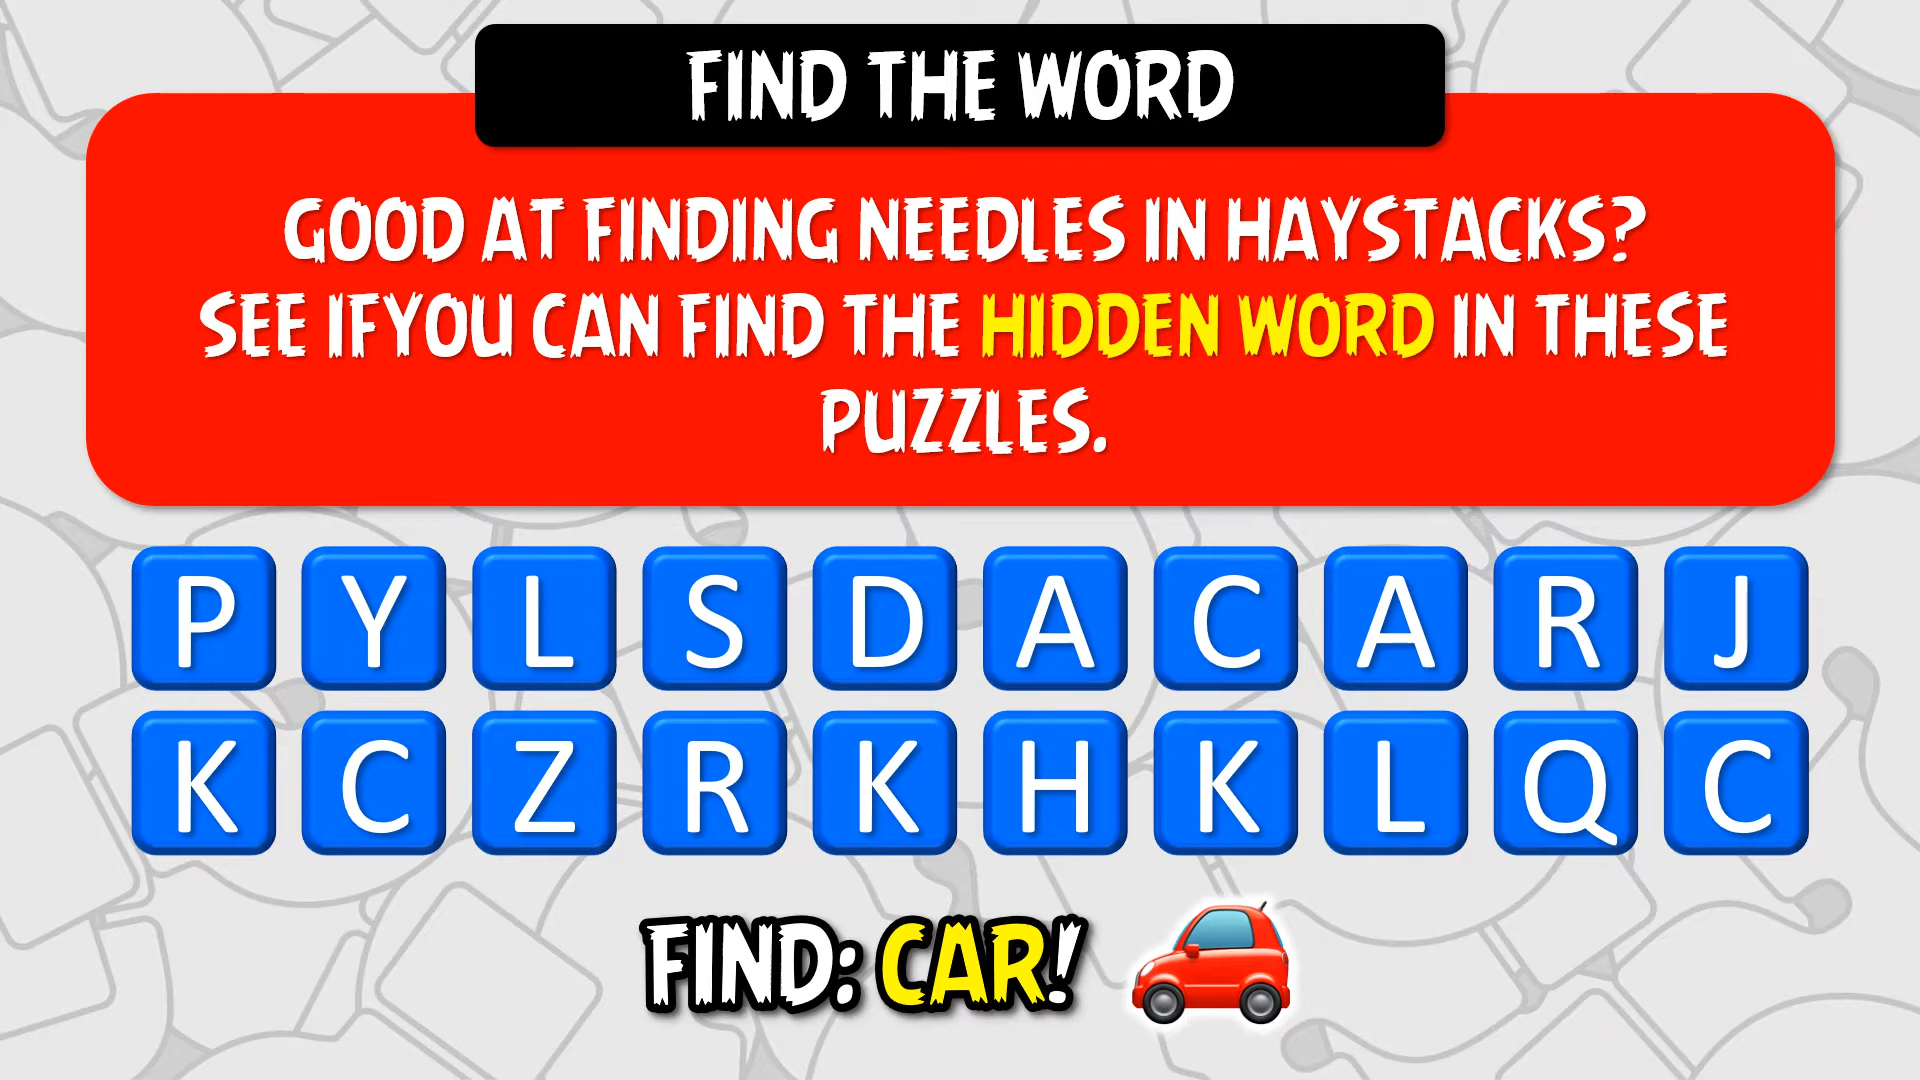 FIND THE WORD
GOOD AT FINDING NEEDLES IN HAYSTACKS?
SEE IFYOU CAN FIND THE HIDDEN WORD IN THESE
PUZZLES.
P Y L S D A C A R J
K C Z R K H K L Q C
FIND: CAR!